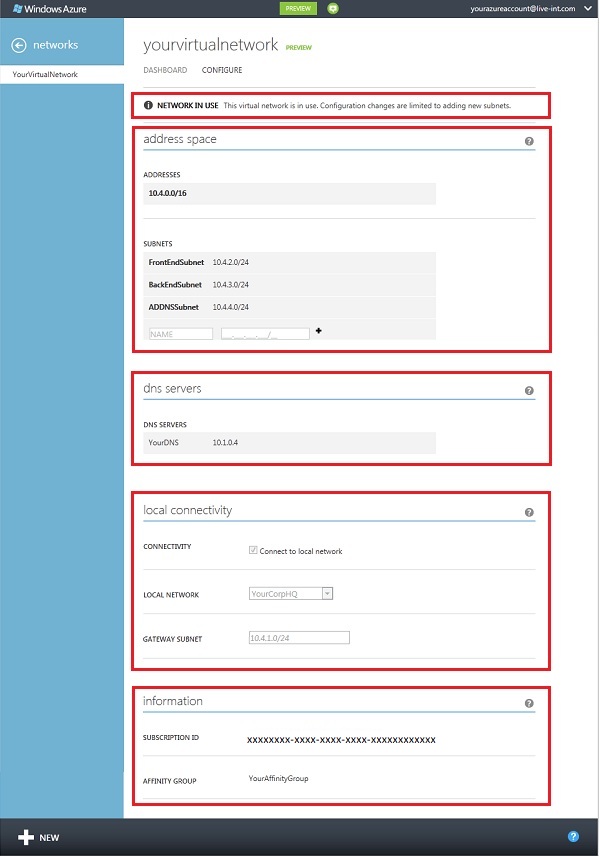 Windows Azure PREVIEW yourazureaccount@live-int.com
networks
YourVirtualNetwork
yourvirtualnetwork PREVIEW
DASHBOARD CONFIGURE
NETWORK IN USE This virtual network is in use. Configuration changes are limited to adding new subnets.
address space
ADDRESSES
10.4.0.0/16
SUBNETS
FrontEndSubnet 10.4.2.0/24
BackEndSubnet 10.4.3.0/24
ADDNSSubnet 10.4.4.0/24
NAME __.__.__.__/__
dns servers
DNS SERVERS
YourDNS 10.1.0.4
local connectivity
CONNECTIVITY Connect to local network
LOCAL NETWORK YourCorpHQ
GATEWAY SUBNET 10.4.1.0/24
information
SUBSCRIPTION ID XXXXXXXX-XXXX-XXXX-XXXX-XXXXXXXXXXXX
AFFINITY GROUP YourAffinityGroup
NEW